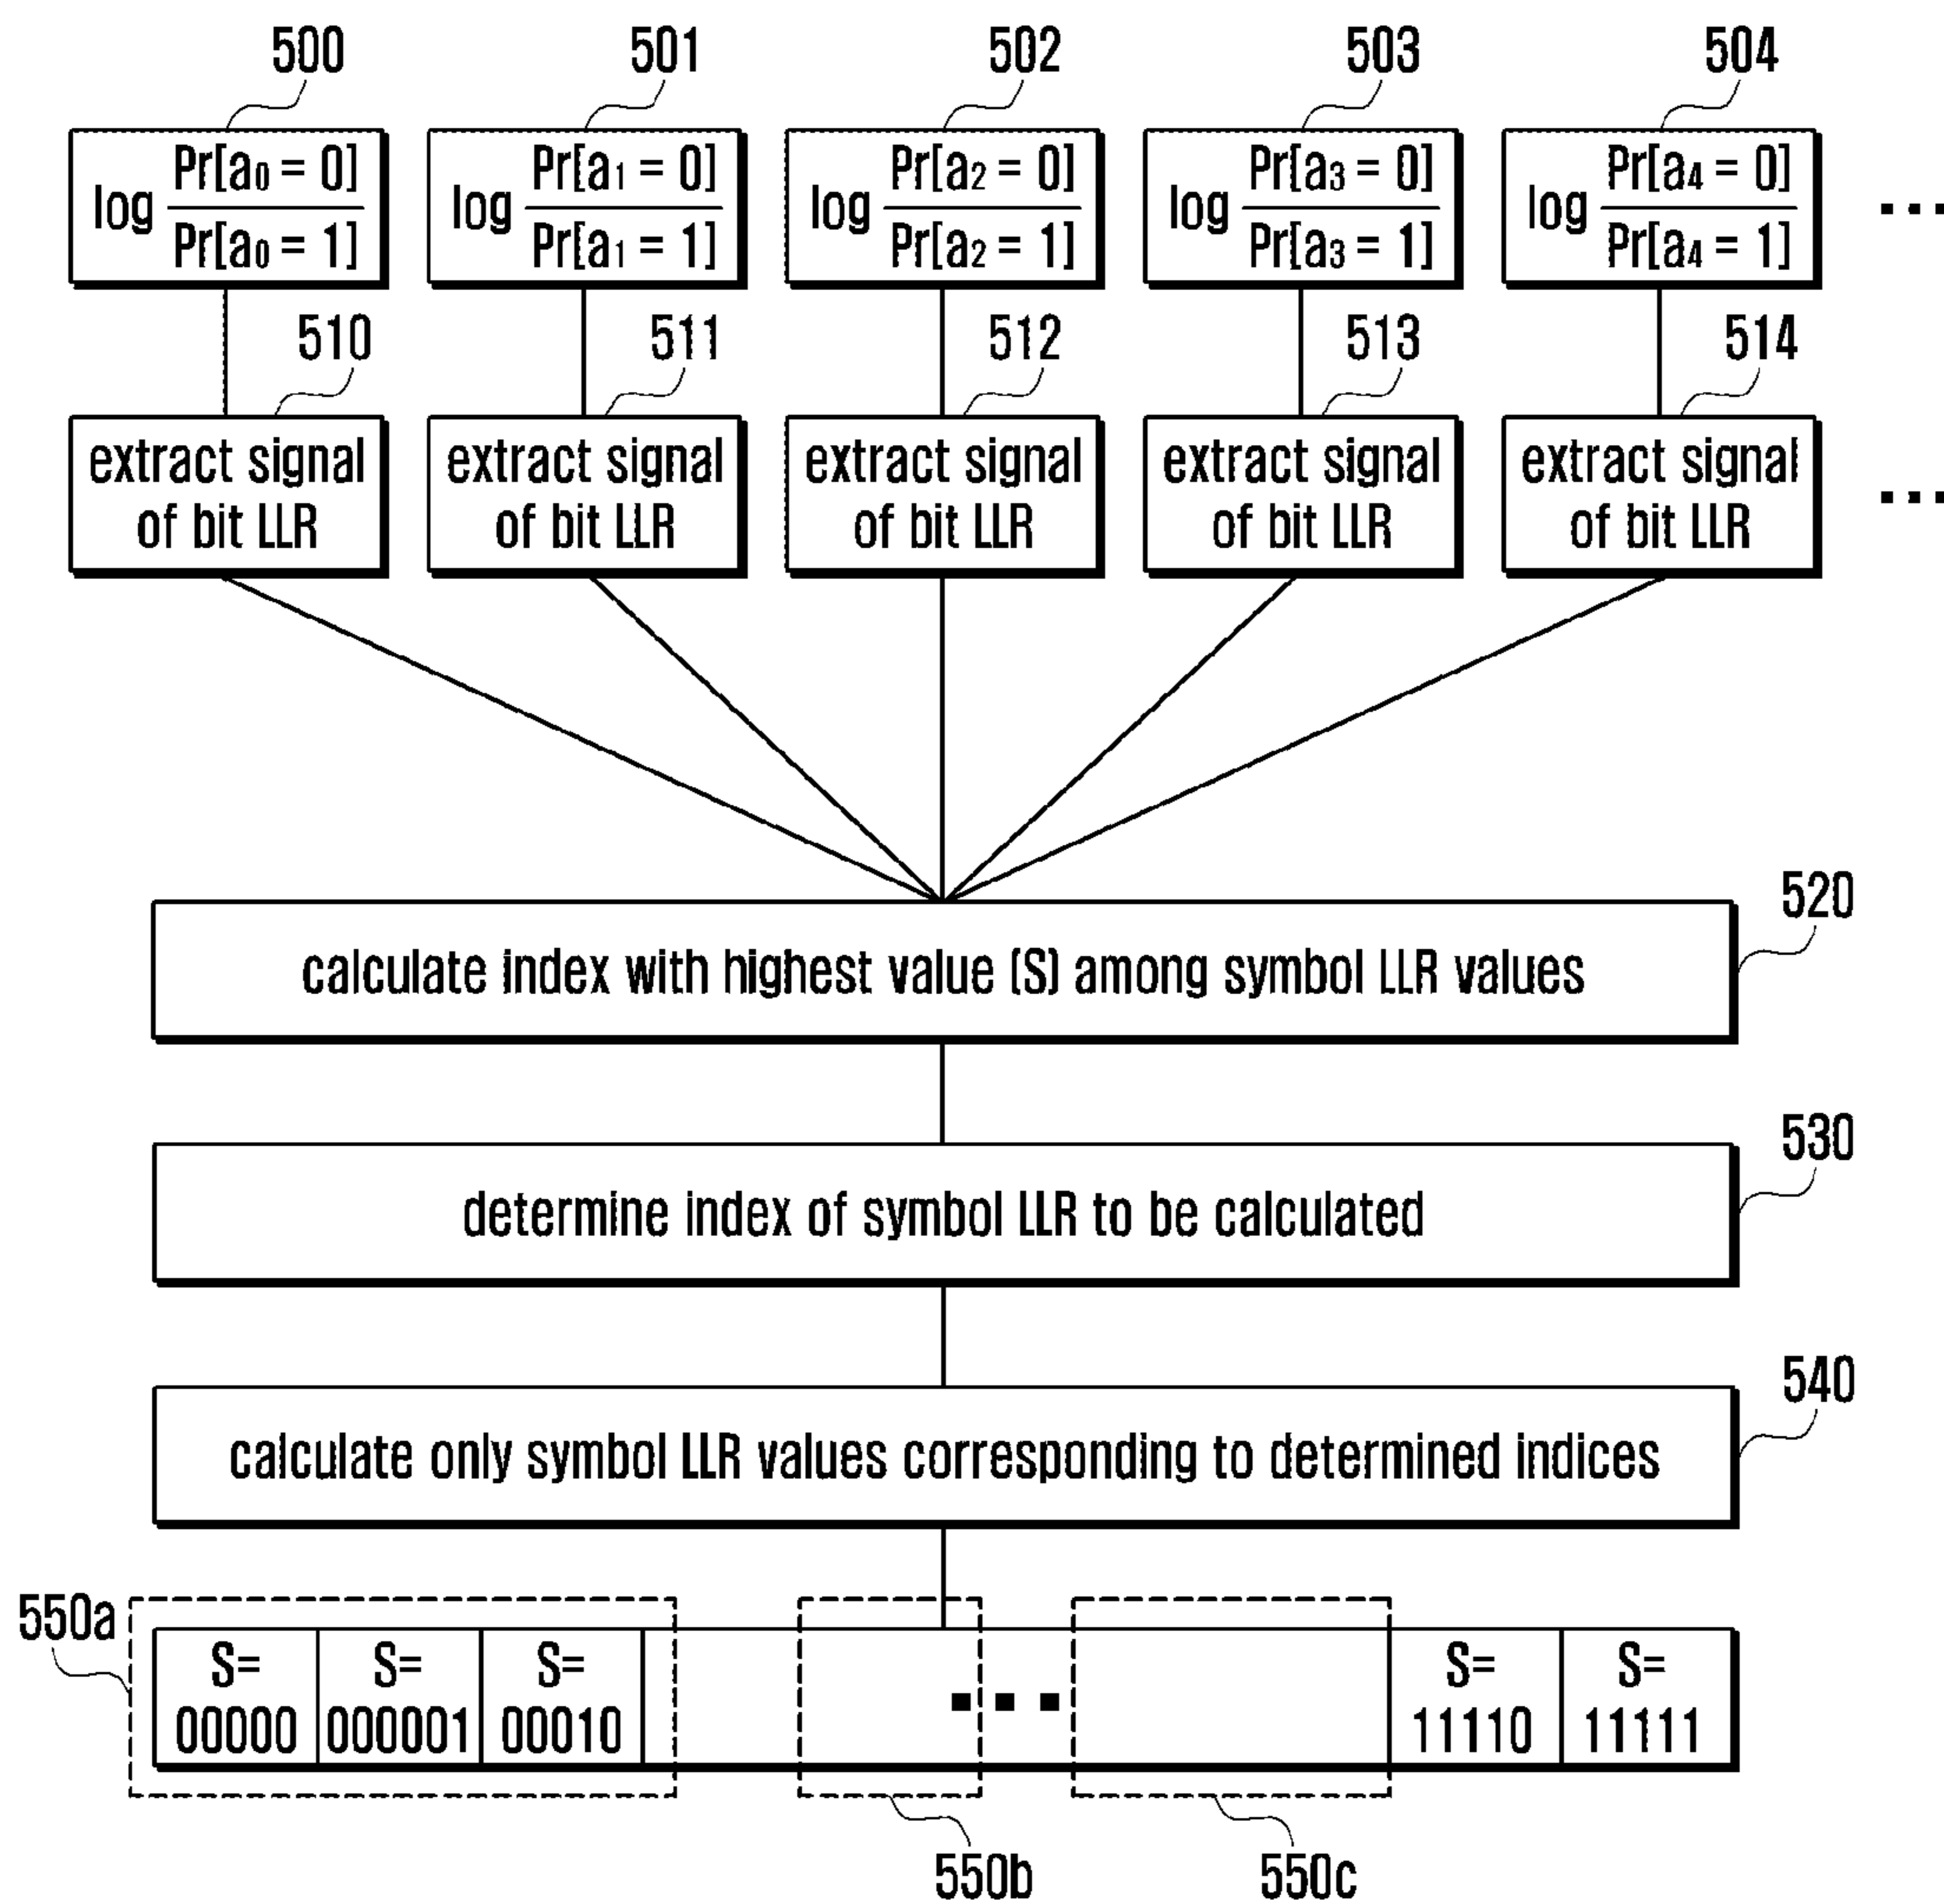 500 501 502 503 504
log Pr[a0 = 0] log Pr[a1 = 0] log Pr[a2 = 0] log Pr[a3 = 0] log Pr[a4 = 0] ...
Pr[a0 = 1] Pr[a1 = 1] Pr[a2 = 1] Pr[a3 = 1] Pr[a4 = 1]
510 511 512 513 514
extract signal extract signal extract signal extract signal extract signal
of bit LLR of bit LLR of bit LLR of bit LLR of bit LLR ...
520
calculate index with highest value (S) among symbol LLR values
530
determine index of symbol LLR to be calculated
540
calculate only symbol LLR values corresponding to determined indices
550a
S= S= S= S= S=
00000 000001 00010 ... 11110 11111
550b 550c